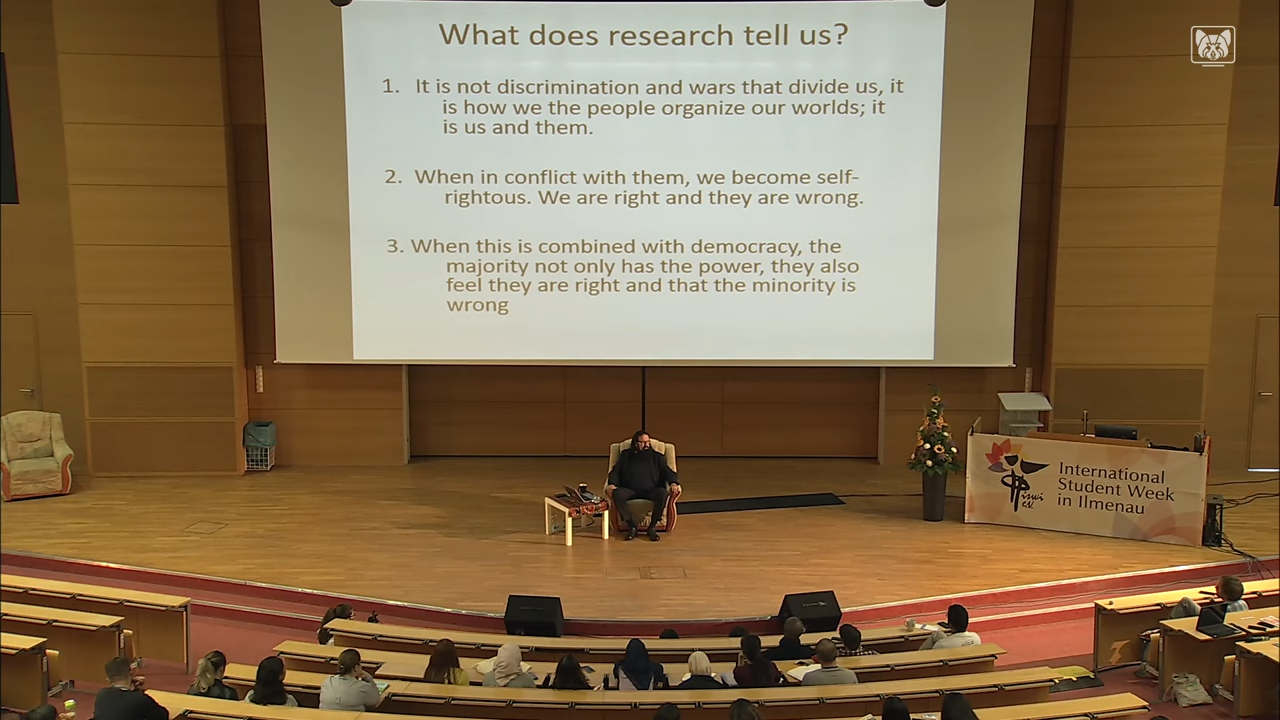 What does research tell us?
1. It is not discrimination and wars that divide us, it
is how we the people organize our worlds; it
is us and them.
2. When in conflict with them, we become self-
rightous. We are right and they are wrong.
3. When this is combined with democracy, the
majority not only has the power, they also
feel they are right and that the minority is
wrong
International
Student Week
in Ilmenau
iswi
e.V.